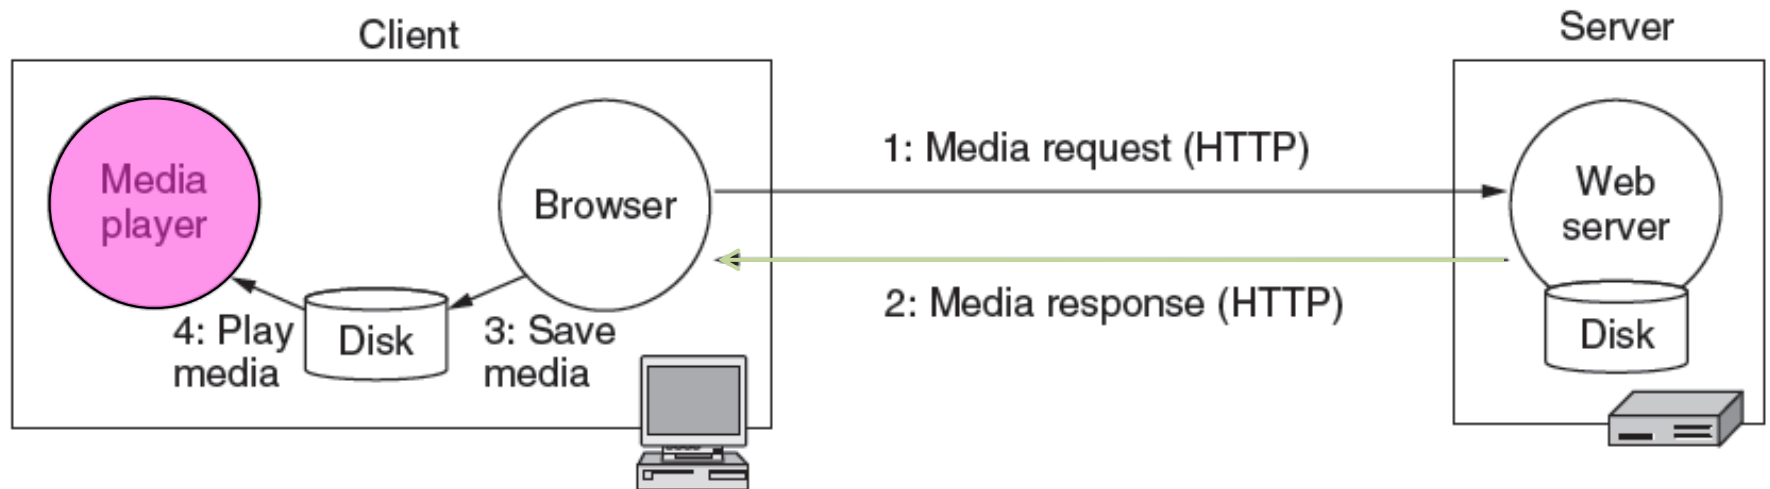 Client
Server
Media
player
Browser
1: Media request (HTTP)
Web
server
2: Media response (HTTP)
4: Play
media
Disk
3: Save
media
Disk